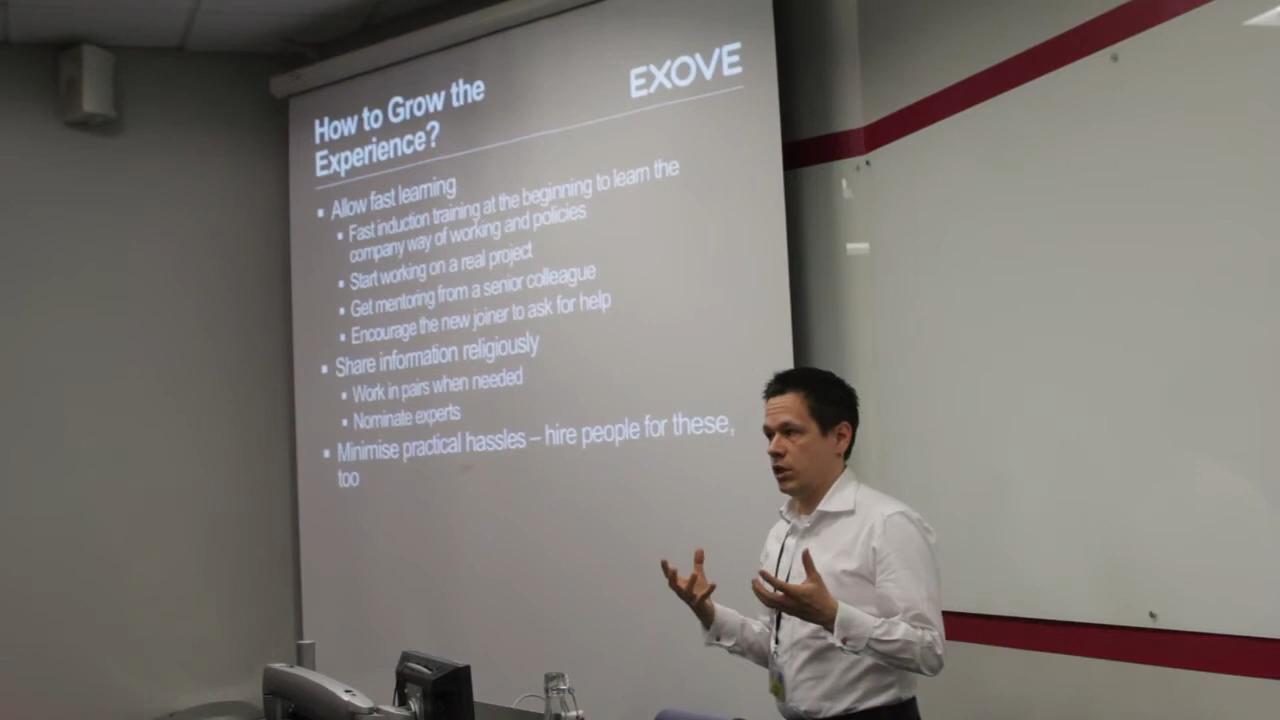 How to Grow the
Experience?
EXOVE
▪ Allow fast learning
▪ Fast induction training at the beginning to learn the
company way of working and policies
▪ Start working on a real project
▪ Get mentoring from a senior colleague
▪ Encourage the new joiner to ask for help
▪ Share information religiously
▪ Work in pairs when needed
▪ Nominate experts
▪ Minimise practical hassles – hire people for these,
too